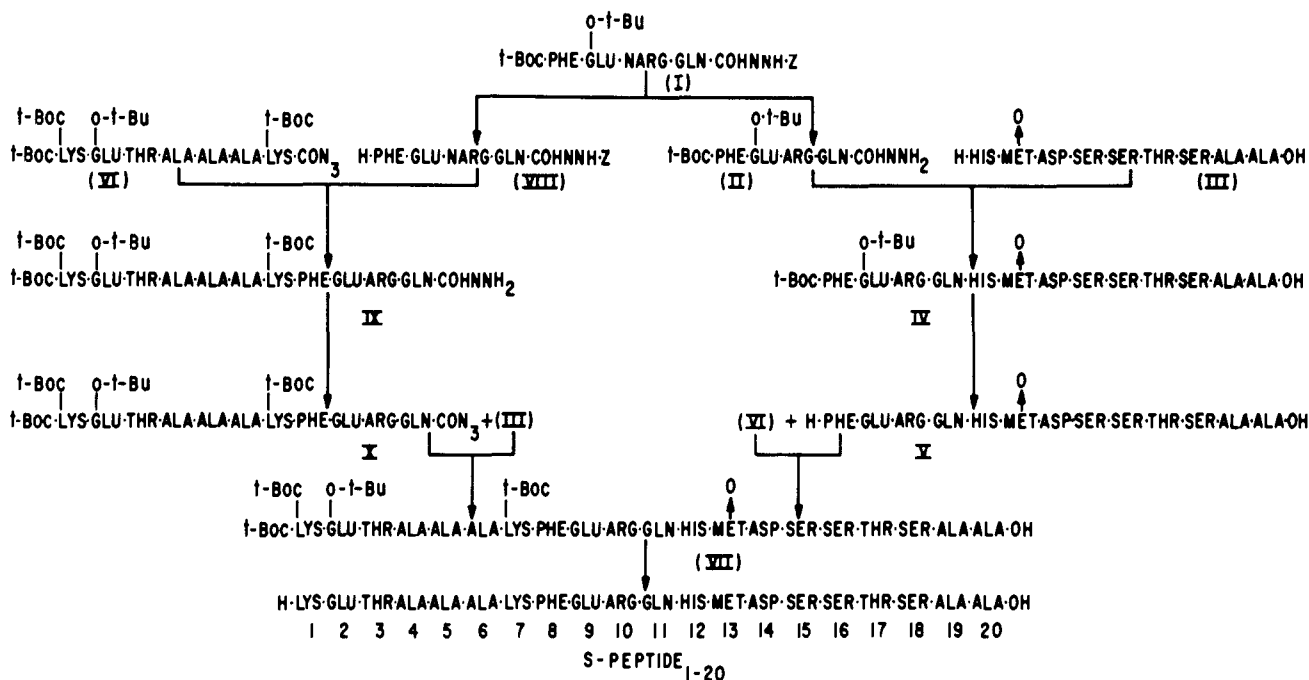 o-t-Bu
t-BOC·PHE·GLU·NARG·GLN·COHNNH·Z
(I)
t-BOC o-t-Bu t-BOC
t-BOC·LYS·GLU·THR·ALA·ALA·ALA·LYS·CON3
(VI)
H·PHE·GLU·NARG·GLN·COHNNH·Z
(VIII)
o-t-Bu
t-BOC·PHE·GLU·ARG·GLN·COHNNH2
(II)
O
H·HIS·MET·ASP·SER·SER·THR·SER·ALA·ALA·OH
(III)
t-BOC o-t-Bu t-BOC
t-BOC·LYS·GLU·THR·ALA·ALA·ALA·LYS·PHE·GLU·ARG·GLN·COHNNH2
IX
o-t-Bu O
t-BOC·PHE·GLU·ARG·GLN·HIS·MET·ASP·SER·SER·THR·SER·ALA·ALA·OH
IV
t-BOC o-t-Bu t-BOC
t-BOC·LYS·GLU·THR·ALA·ALA·ALA·LYS·PHE·GLU·ARG·GLN·CON3+(III)
X
O
(VI) + H·PHE·GLU·ARG·GLN·HIS·MET·ASP·SER·SER·THR·SER·ALA·ALA·OH
V
t-BOC o-t-Bu t-BOC O
t-BOC·LYS·GLU·THR·ALA·ALA·ALA·LYS·PHE·GLU·ARG·GLN·HIS·MET·ASP·SER·SER·THR·SER·ALA·ALA·OH
(VII)
H·LYS·GLU·THR·ALA·ALA·ALA·LYS·PHE·GLU·ARG·GLN·HIS·MET·ASP·SER·SER·THR·SER·ALA·ALA·OH
1 2 3 4 5 6 7 8 9 10 11 12 13 14 15 16 17 18 19 20
S-PEPTIDE1-20